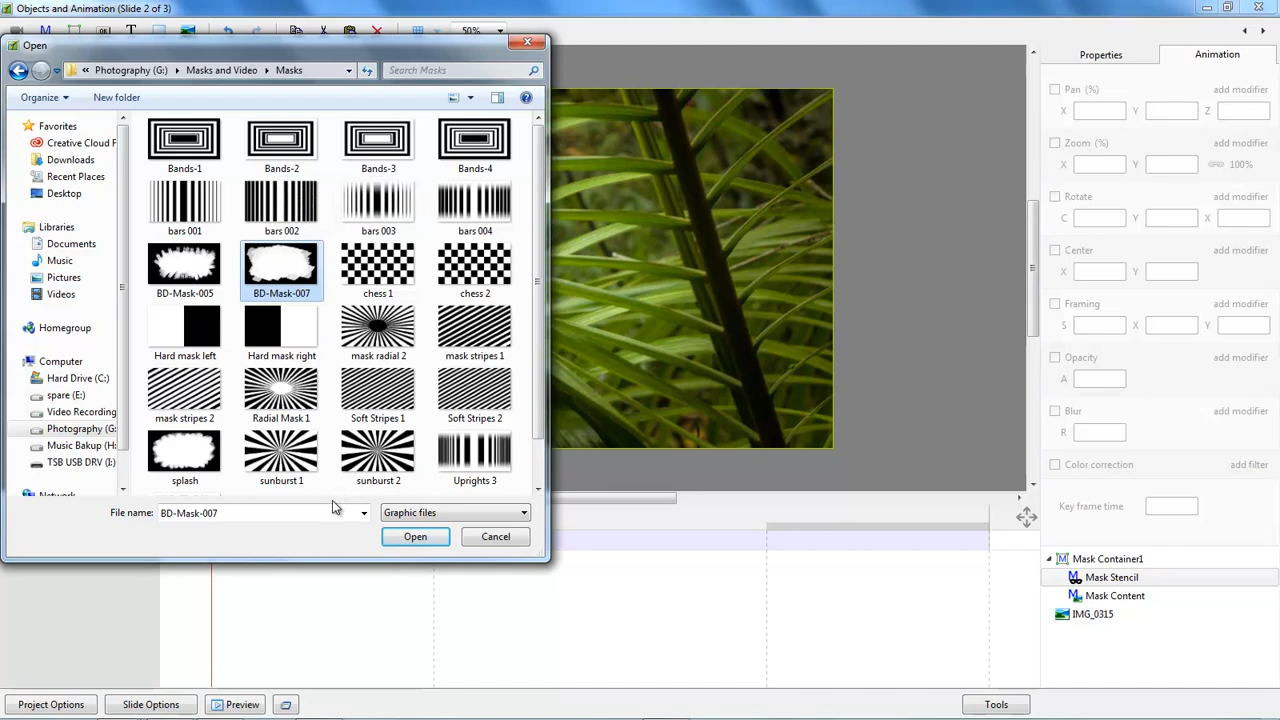 Objects and Animation (Slide 2 of 3)
50%
Open
Photography (G:)
Masks and Video
Masks
Search Masks
Organize
New folder
Favorites
Creative Cloud F
Downloads
Recent Places
Desktop
Libraries
Documents
Music
Pictures
Videos
Homegroup
Computer
Hard Drive (C:)
spare (E:)
Video Recording
Photography (G:
Music Bakup (H:
TSB USB DRV (I:)
Network
Bands-1
Bands-2
Bands-3
Bands-4
bars 001
bars 002
bars 003
bars 004
BD-Mask-005
BD-Mask-007
chess 1
chess 2
Hard mask left
Hard mask right
mask radial 2
mask stripes 1
mask stripes 2
Radial Mask 1
Soft Stripes 1
Soft Stripes 2
splash
sunburst 1
sunburst 2
Uprights 3
File name:
BD-Mask-007
Graphic files
Open
Cancel
Properties
Animation
Pan (%)
add modifier
X
Y
Z
Zoom (%)
add modifier
X
Y
100%
Rotate
add modifier
C
Y
X
Center
add modifier
X
Y
Framing
add modifier
S
X
Y
Opacity
add modifier
A
Blur
add modifier
R
Color correction
add filter
Key frame time
Mask Container1
Mask Stencil
Mask Content
IMG_0315
Project Options
Slide Options
Preview
Tools